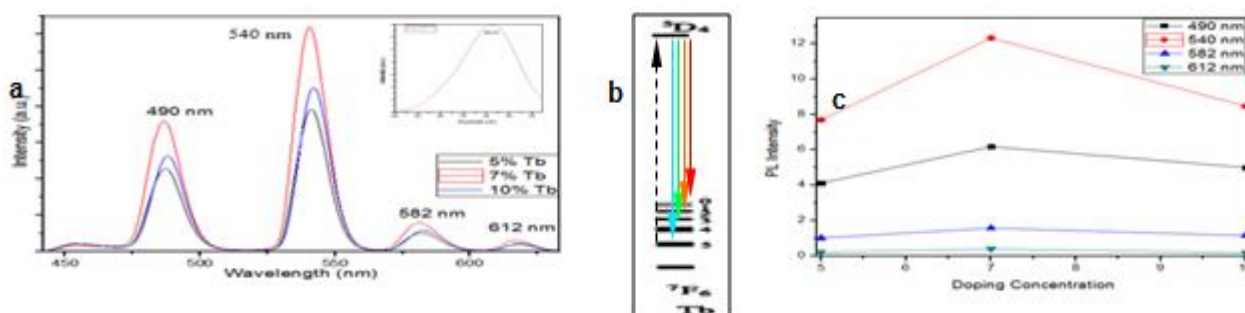 a
Intensity (a.u.)
540 nm
490 nm
582 nm
612 nm
5% Tb
7% Tb
10% Tb
450
500
550
600
Wavelength (nm)
b
⁵D₄
⁷F₆
Tb
c
PL Intensity
12
10
8
6
4
2
0
490 nm
540 nm
582 nm
612 nm
5
6
7
8
9
Doping Concentration